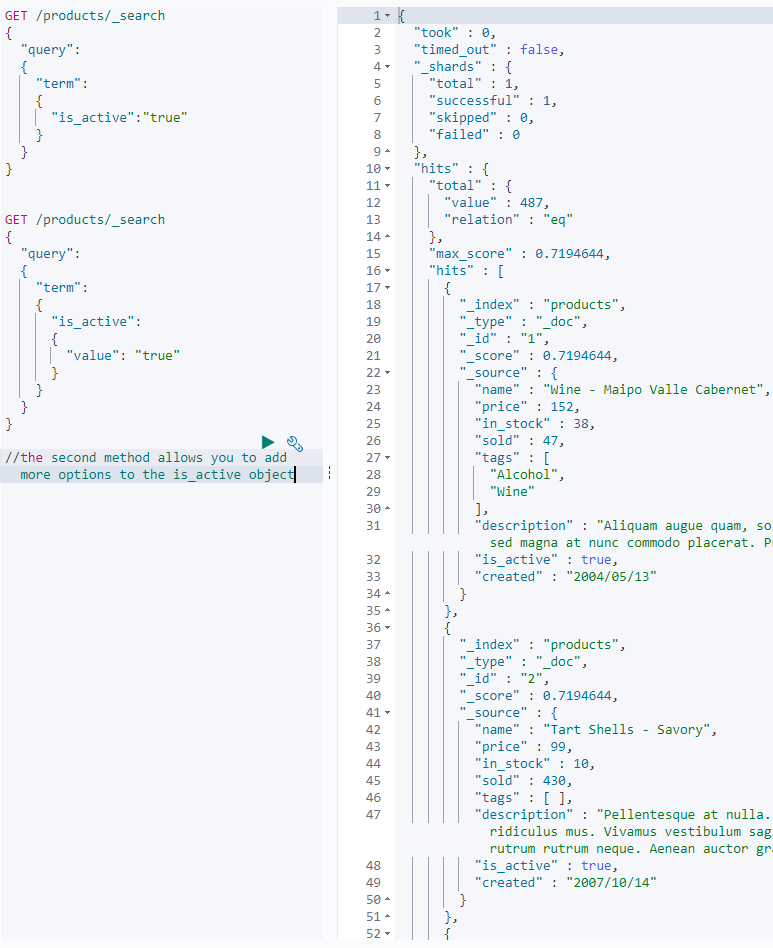 GET /products/_search
{
"query":
{
"term":
{
"is_active":"true"
}
}
}
GET /products/_search
{
"query":
{
"term":
{
"is_active":
{
"value": "true"
}
}
}
}
//the second method allows you to add
more options to the is_active object
1 {
2 "took" : 0,
3 "timed_out" : false,
4 "_shards" : {
5 "total" : 1,
6 "successful" : 1,
7 "skipped" : 0,
8 "failed" : 0
9 },
10 "hits" : {
11 "total" : {
12 "value" : 487,
13 "relation" : "eq"
14 },
15 "max_score" : 0.7194644,
16 "hits" : [
17 {
18 "_index" : "products",
19 "_type" : "_doc",
20 "_id" : "1",
21 "_score" : 0.7194644,
22 "_source" : {
23 "name" : "Wine - Maipo Valle Cabernet",
24 "price" : 152,
25 "in_stock" : 38,
26 "sold" : 47,
27 "tags" : [
28 "Alcohol",
29 "Wine"
30 ],
31 "description" : "Aliquam augue quam, so
sed magna at nunc commodo placerat. P
32 "is_active" : true,
33 "created" : "2004/05/13"
34 }
35 },
36 {
37 "_index" : "products",
38 "_type" : "_doc",
39 "_id" : "2",
40 "_score" : 0.7194644,
41 "_source" : {
42 "name" : "Tart Shells - Savory",
43 "price" : 99,
44 "in_stock" : 10,
45 "sold" : 430,
46 "tags" : [ ],
47 "description" : "Pellentesque at nulla.
ridiculus mus. Vivamus vestibulum sag
rutrum rutrum neque. Aenean auctor gr
48 "is_active" : true,
49 "created" : "2007/10/14"
50 }
51 },
52 {